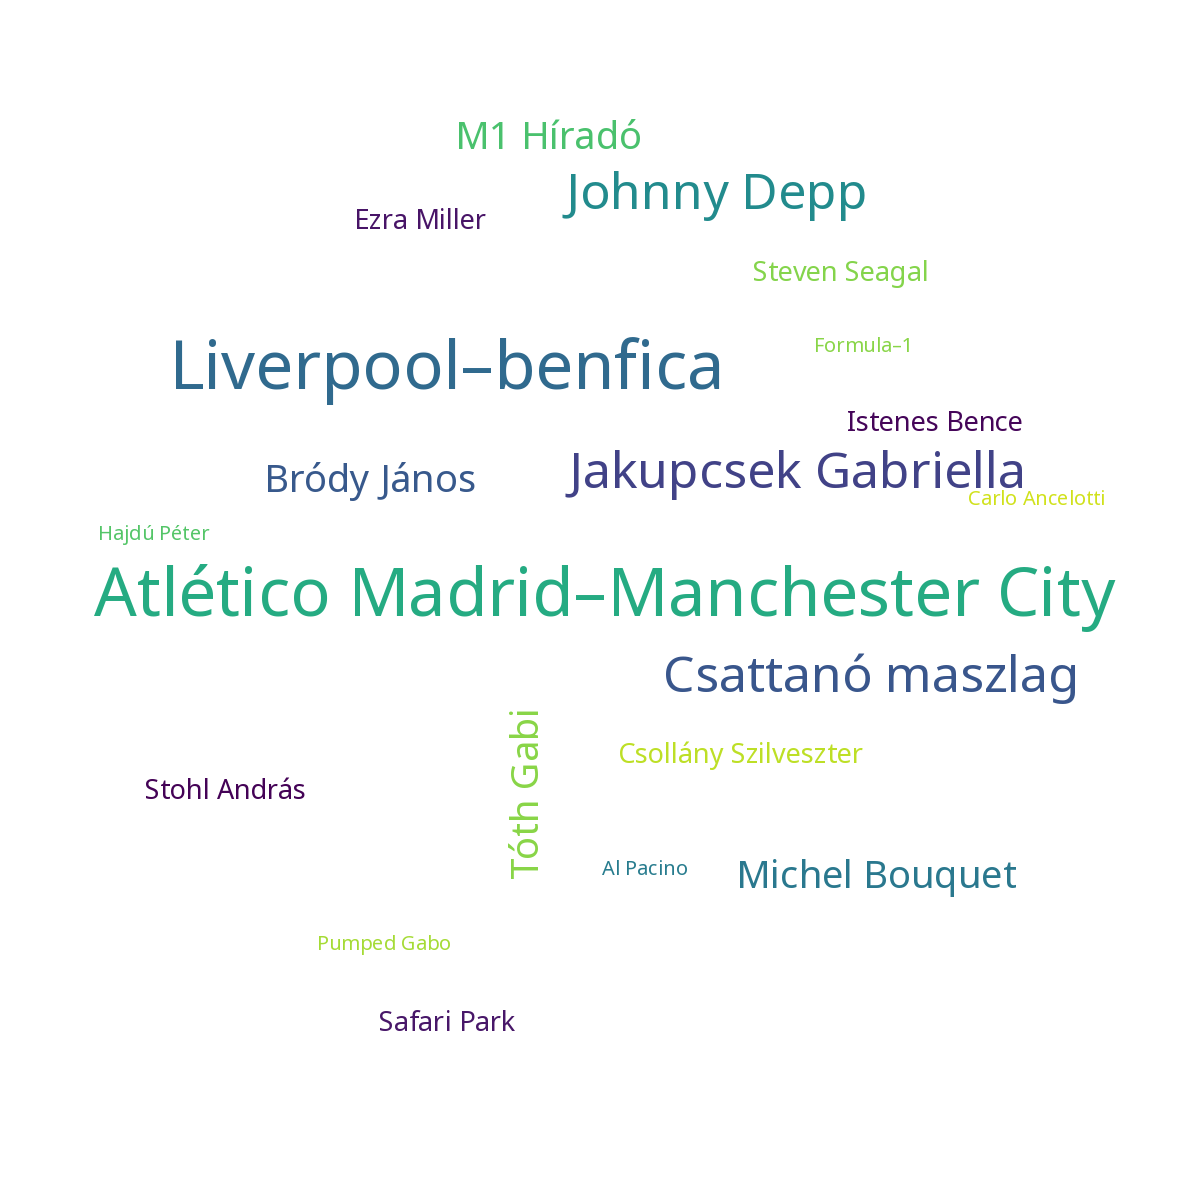 M1 Híradó
Johnny Depp
Ezra Miller
Steven Seagal
Formula–1
Liverpool–benfica
Istenes Bence
Jakupcsek Gabriella
Bródy János
Carlo Ancelotti
Hajdú Péter
Atlético Madrid–Manchester City
Csattanó maszlag
Tóth Gabi
Csollány Szilveszter
Stohl András
Al Pacino
Michel Bouquet
Pumped Gabo
Safari Park